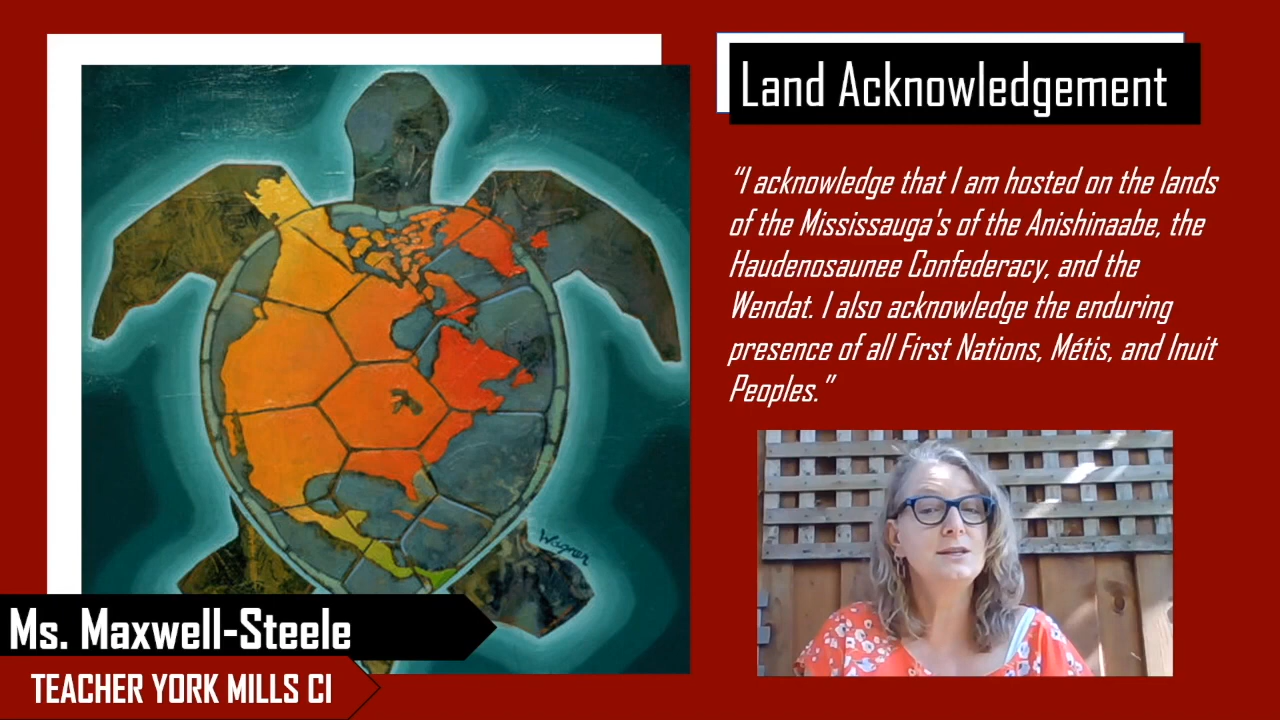 Land Acknowledgement
“I acknowledge that I am hosted on the lands
of the Mississauga's of the Anishinaabe, the
Haudenosaunee Confederacy, and the
Wendat. I also acknowledge the enduring
presence of all First Nations, Métis, and Inuit
Peoples.”
Wagner
Ms. Maxwell-Steele
TEACHER YORK MILLS CI